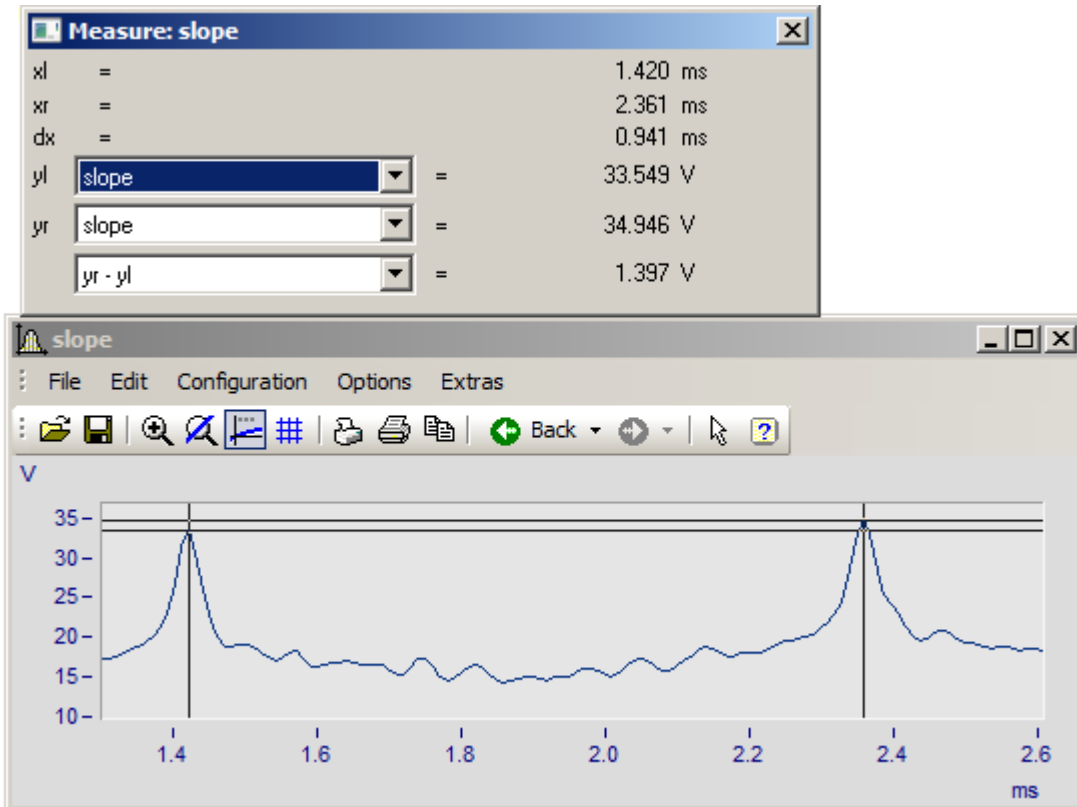 Measure: slope
xl = 1.420 ms
xr = 2.361 ms
dx = 0.941 ms
yl slope = 33.549 V
yr slope = 34.946 V
yr - yl = 1.397 V
slope
File Edit Configuration Options Extras
Back
V
35
30
25
20
15
10
1.4 1.6 1.8 2.0 2.2 2.4 2.6
ms